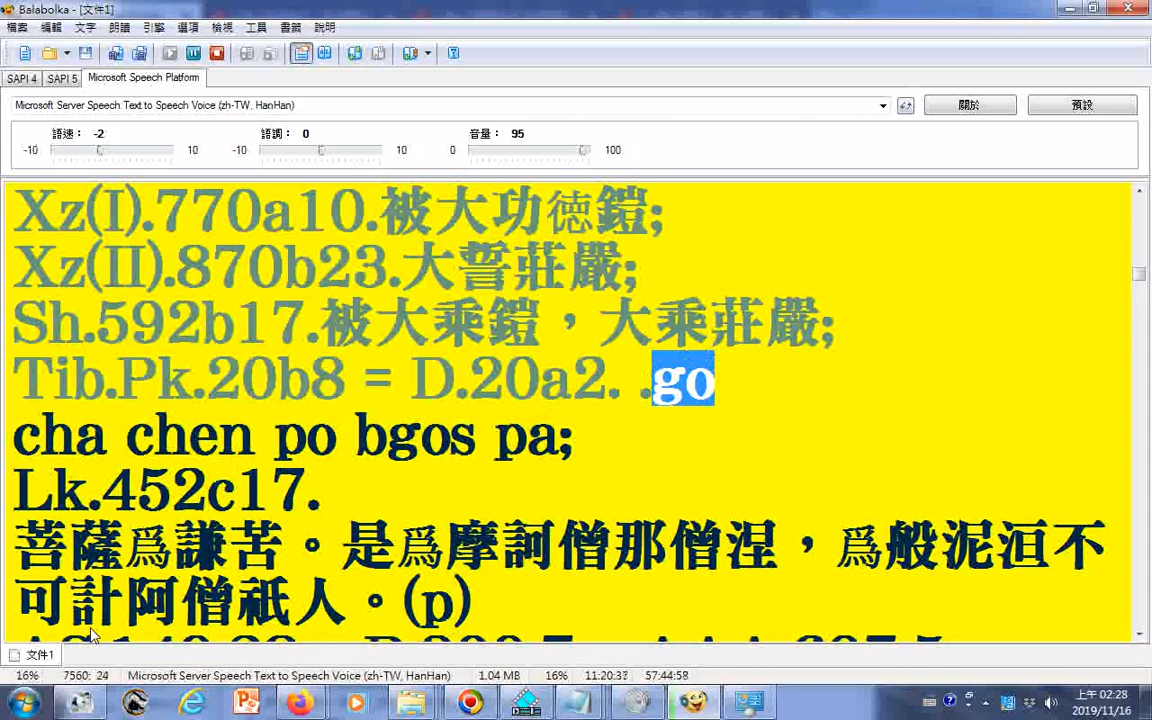 Balabolka - [文件1]
檔案 編輯 文字 朗讀 引擎 選項 檢視 工具 書籤 說明
SAPI 4 SAPI 5 Microsoft Speech Platform
Microsoft Server Speech Text to Speech Voice (zh-TW, HanHan) 關於 預設
語速： -2 語調： 0 音量： 95
-10 10 -10 10 0 100
Xz(I).770a10.被大功徳鎧;
Xz(II).870b23.大誓莊嚴;
Sh.592b17.被大乘鎧，大乘莊嚴;
Tib.Pk.20b8 = D.20a2. .go
cha chen po bgos pa;
Lk.452c17.
菩薩爲謙苦。是爲摩訶僧那僧涅，爲般泥洹不
可計阿僧祇人。(p)
文件1
16% 7560; 24 Microsoft Server Speech Text to Speech Voice (zh-TW, HanHan) 1.04 MB 16% 11:20:37 57:44:58
上午 02:28
2019/11/16